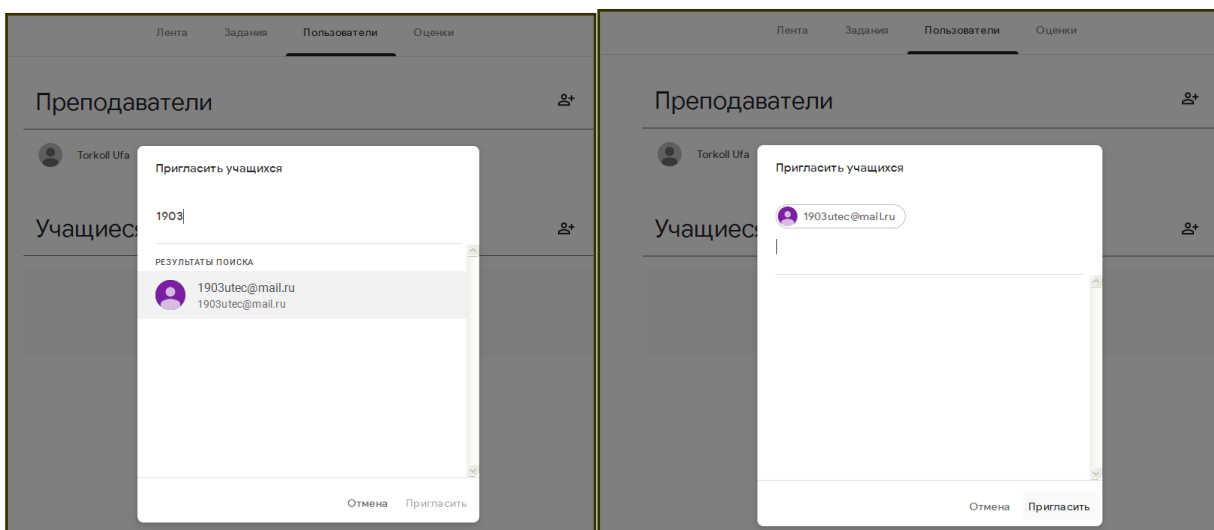 Лента Задания Пользователи Оценки
Преподаватели
Torkoll Ufa
Учащиеся
Пригласить учащихся
1903
РЕЗУЛЬТАТЫ ПОИСКА
1903utec@mail.ru
1903utec@mail.ru
Отмена Пригласить
Лента Задания Пользователи Оценки
Преподаватели
Torkoll Ufa
Учащиеся
Пригласить учащихся
1903utec@mail.ru
Отмена Пригласить